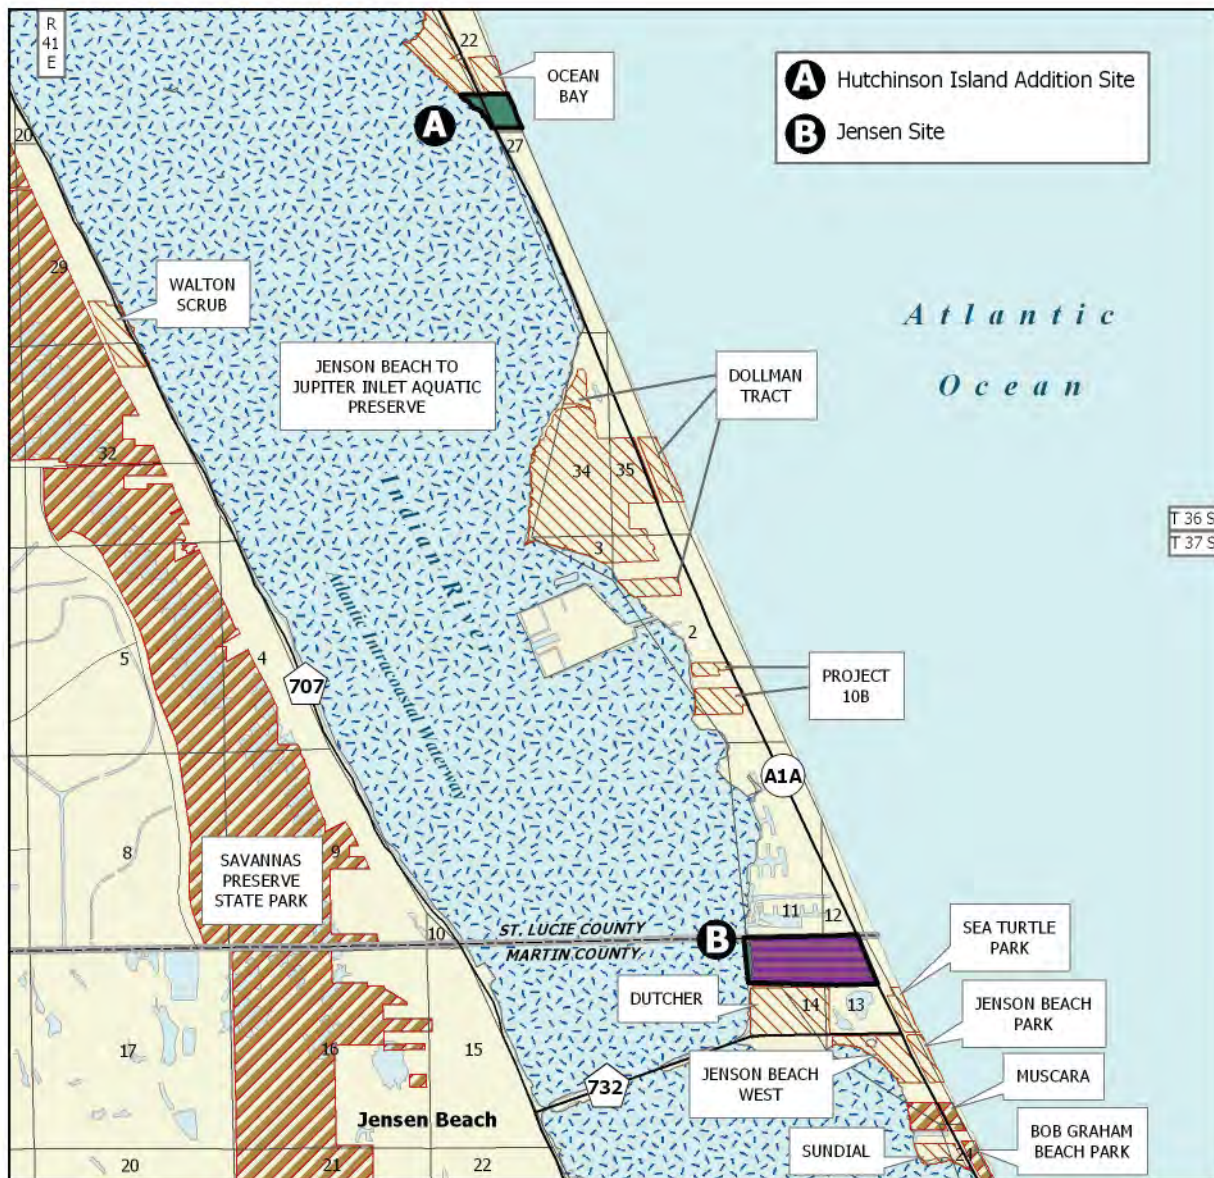 R
41
E
22
OCEAN
BAY
A Hutchinson Island Addition Site
B Jensen Site
A
20
27
29
WALTON
SCRUB
Atlantic
Ocean
JENSON BEACH TO
JUPITER INLET AQUATIC
PRESERVE
DOLLMAN
TRACT
32
34
35
Indian River
T 36 S
T 37 S
3
Atlantic Intracoastal Waterway
2
5
4
707
PROJECT
10B
A1A
8
9
SAVANNAS
PRESERVE
STATE PARK
11
12
10
ST. LUCIE COUNTY
MARTIN COUNTY
B
SEA TURTLE
PARK
DUTCHER
14
13
JENSON BEACH
PARK
17
16
15
732
JENSON BEACH
WEST
MUSCARA
Jensen Beach
BOB GRAHAM
BEACH PARK
SUNDIAL
24
20
21
22